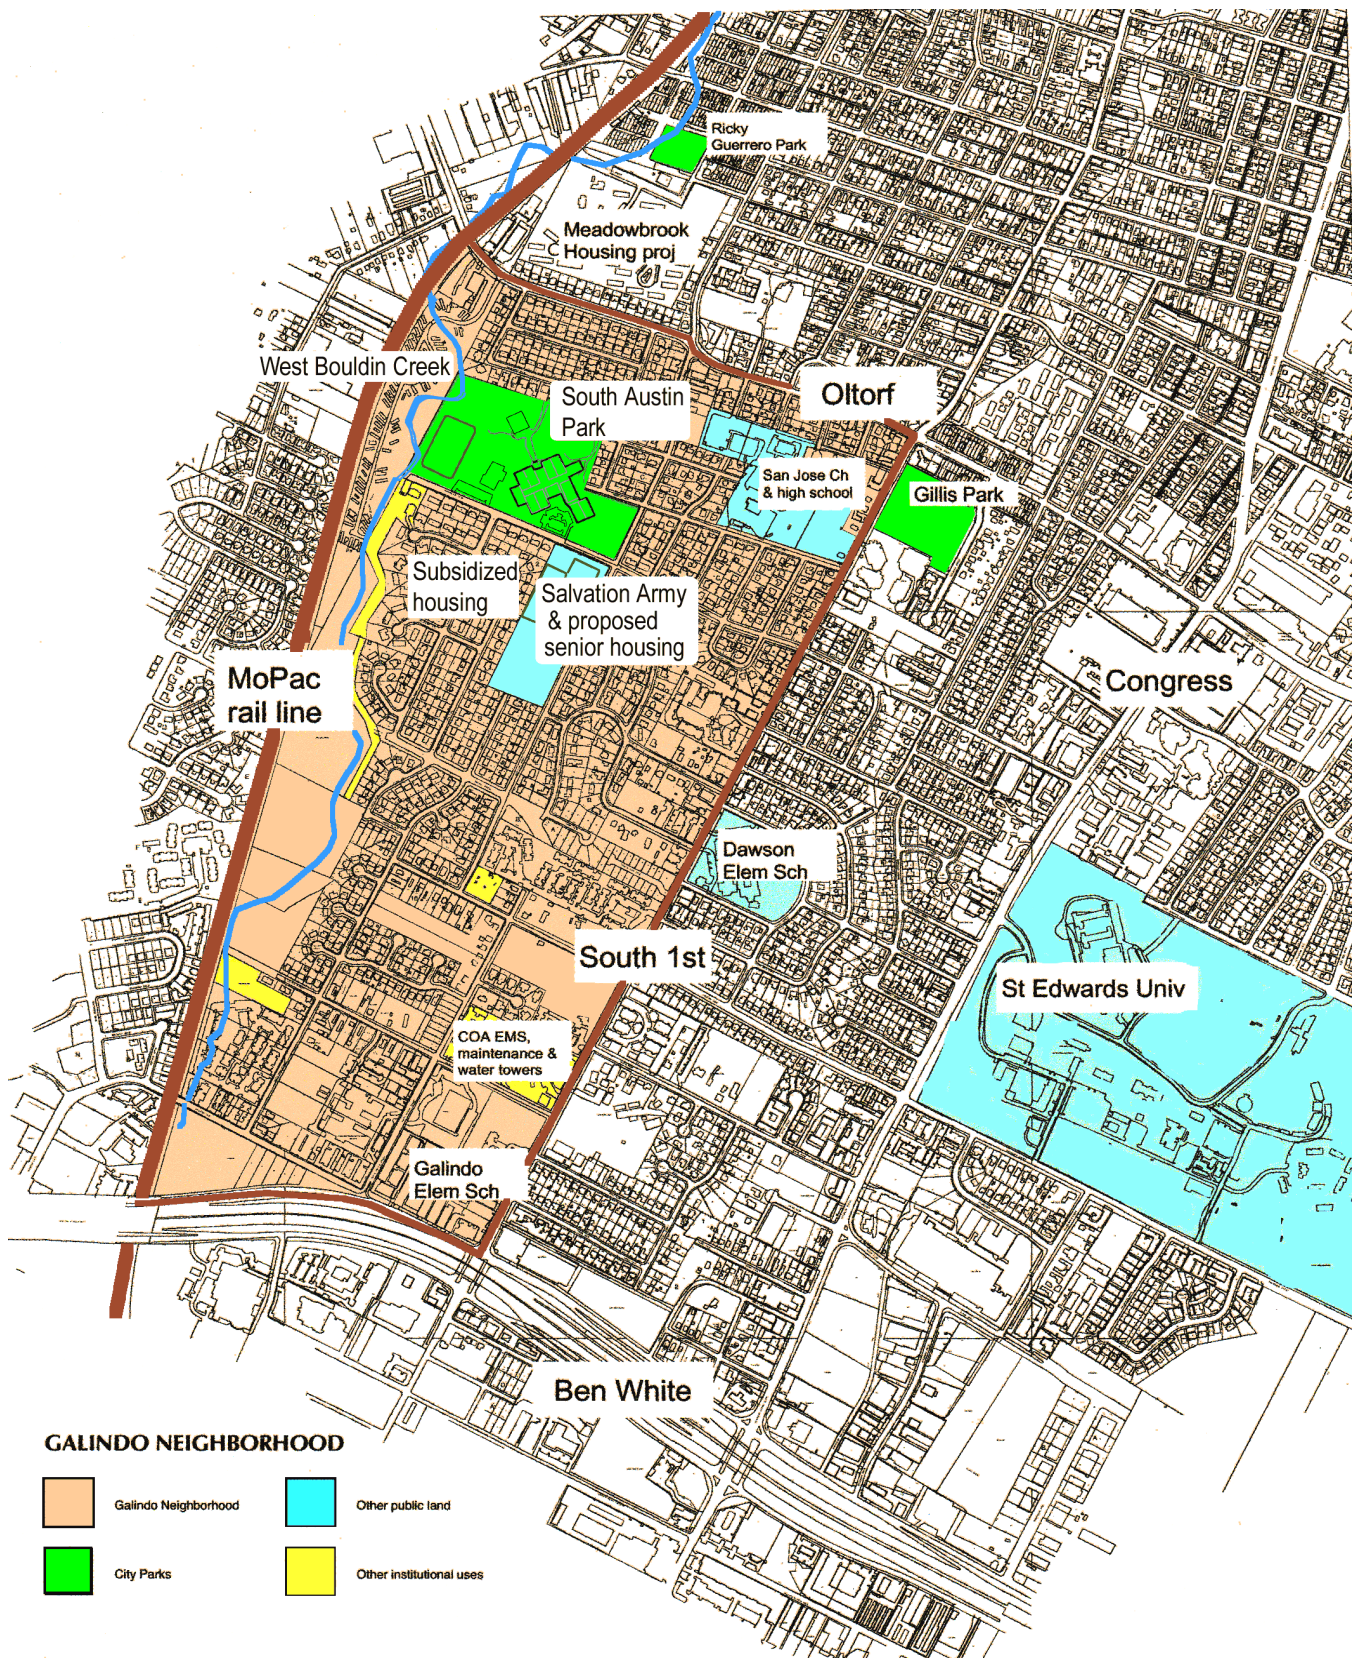 Ricky
Guerrero Park
Meadowbrook
Housing proj
West Bouldin Creek
South Austin
Park
Oltorf
San Jose Ch
& high school
Gillis Park
Subsidized
housing
Salvation Army
& proposed
senior housing
MoPac
rail line
Congress
Dawson
Elem Sch
South 1st
St Edwards Univ
COA EMS,
maintenance &
water towers
Galindo
Elem Sch
Ben White
GALINDO NEIGHBORHOOD
Galindo Neighborhood
Other public land
City Parks
Other institutional uses